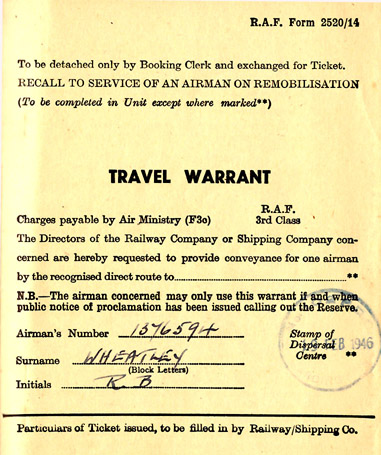 R.A.F. Form 2520/14
To be detached only by Booking Clerk and exchanged for Ticket.
RECALL TO SERVICE OF AN AIRMAN ON REMOBILISATION
(To be completed in Unit except where marked**)
TRAVEL WARRANT
R.A.F.
Charges payable by Air Ministry (F3c) 3rd Class
The Directors of the Railway Company or Shipping Company con-
cerned are hereby requested to provide conveyance for one airman
by the recognised direct route to..............................**
N.B.—The airman concerned may only use this warrant if and when
public notice of proclamation has been issued calling out the Reserve.
Airman's Number 1576594 Stamp of
Dispersal
Surname WHEATLEY Centre **
(Block Letters)
Initials R B
FEB 1946
Particulars of Ticket issued, to be filled in by Railway/Shipping Co.